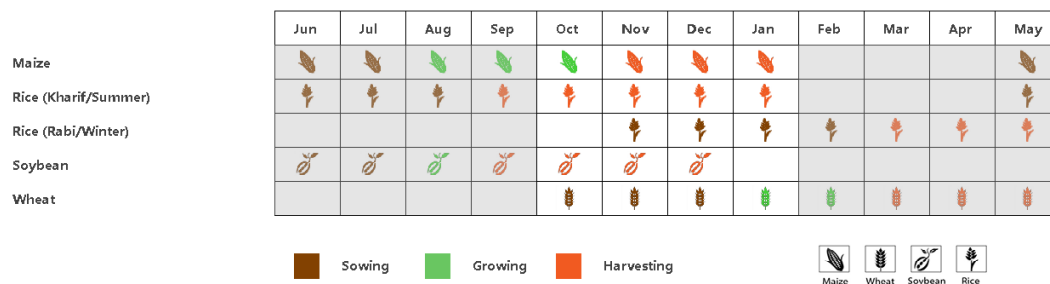 Jun Jul Aug Sep Oct Nov Dec Jan Feb Mar Apr May
Maize
Rice (Kharif/Summer)
Rice (Rabi/Winter)
Soybean
Wheat
Sowing Growing Harvesting
Maize Wheat Soybean Rice